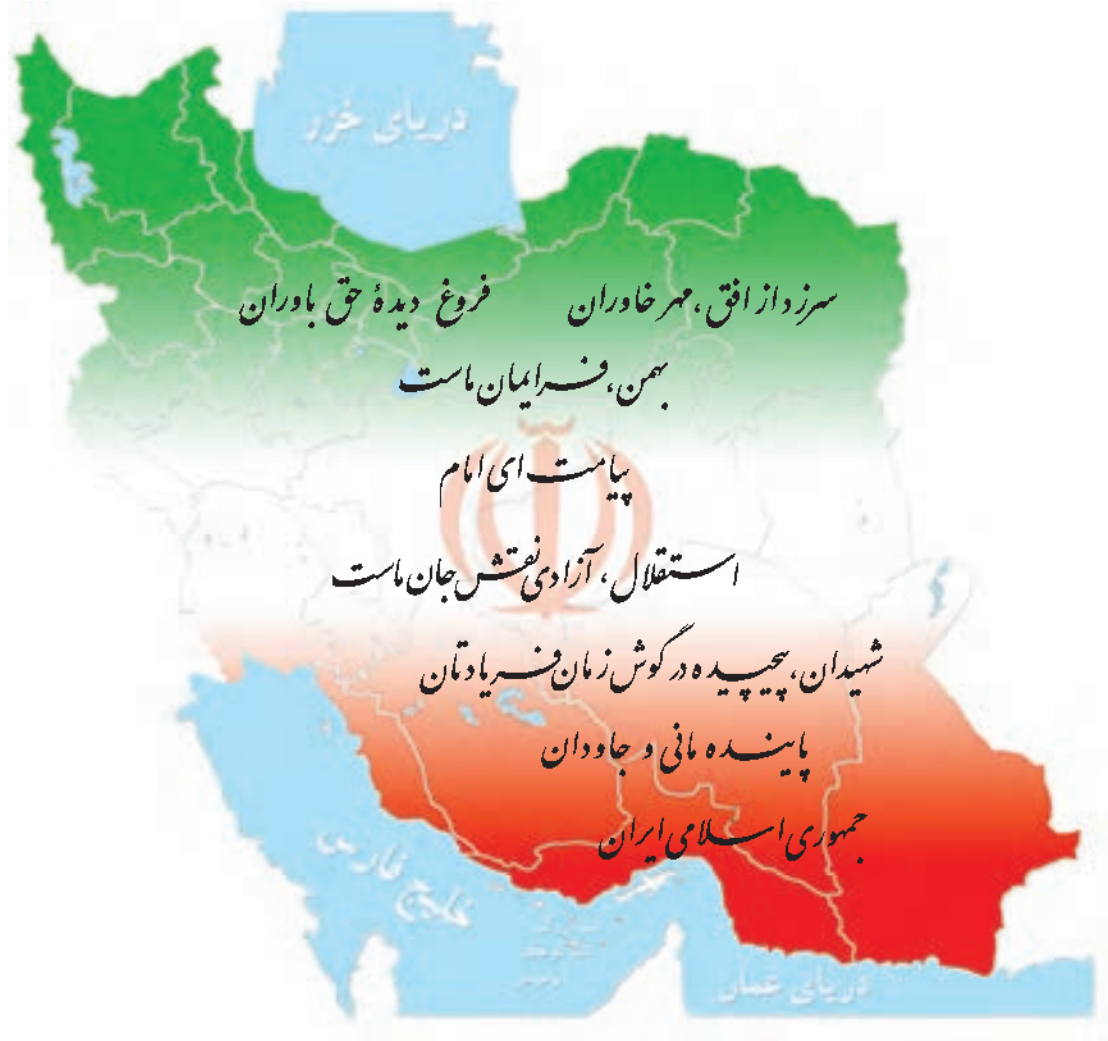 دریای خزر
سرزد از افق، مهر خاوران فروغ دیدهٔ حق باوران
بهمن، فر ایمان ماست
پیامت ای امام
استقلال، آزادی نقش جان ماست
شهیدان، پیچیده در گوش زمان فریادتان
پاینده مانی و جاودان
جمهوری اسلامی ایران
خلیج فارس
دریای عمان